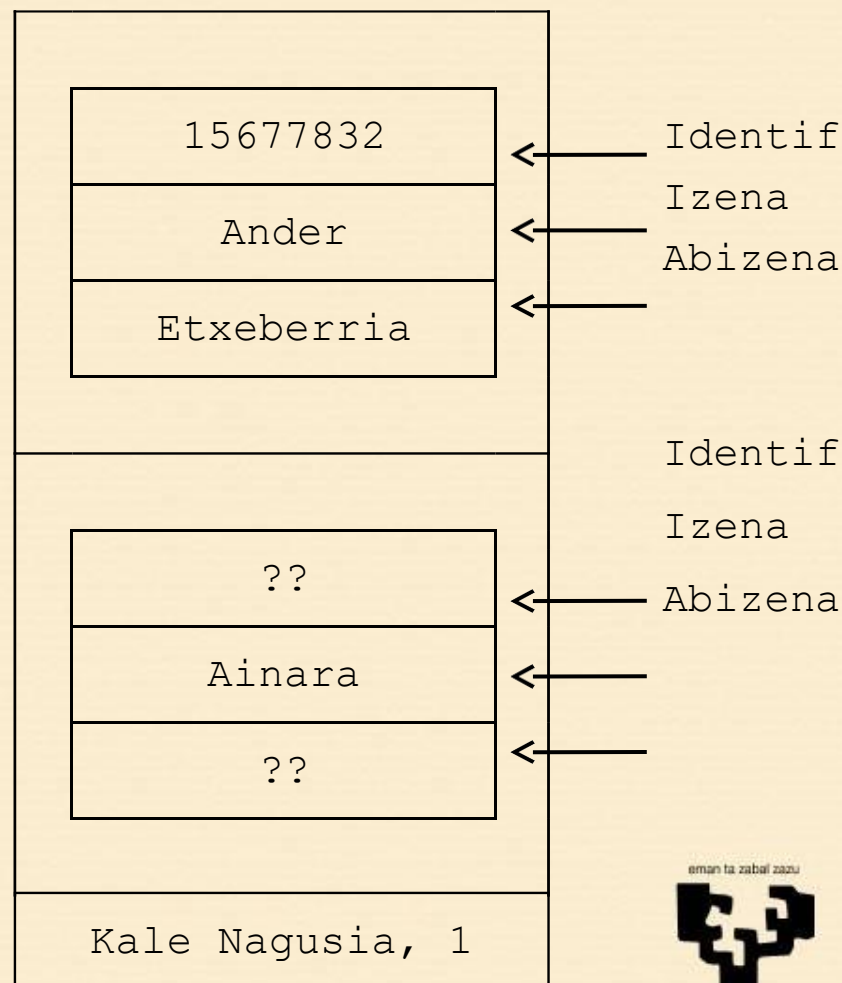 15677832
Identif
Ander
Izena
Etxeberria
Abizena
??
Identif
Ainara
Izena
??
Abizena
eman ta zabal zazu
Kale Nagusia, 1